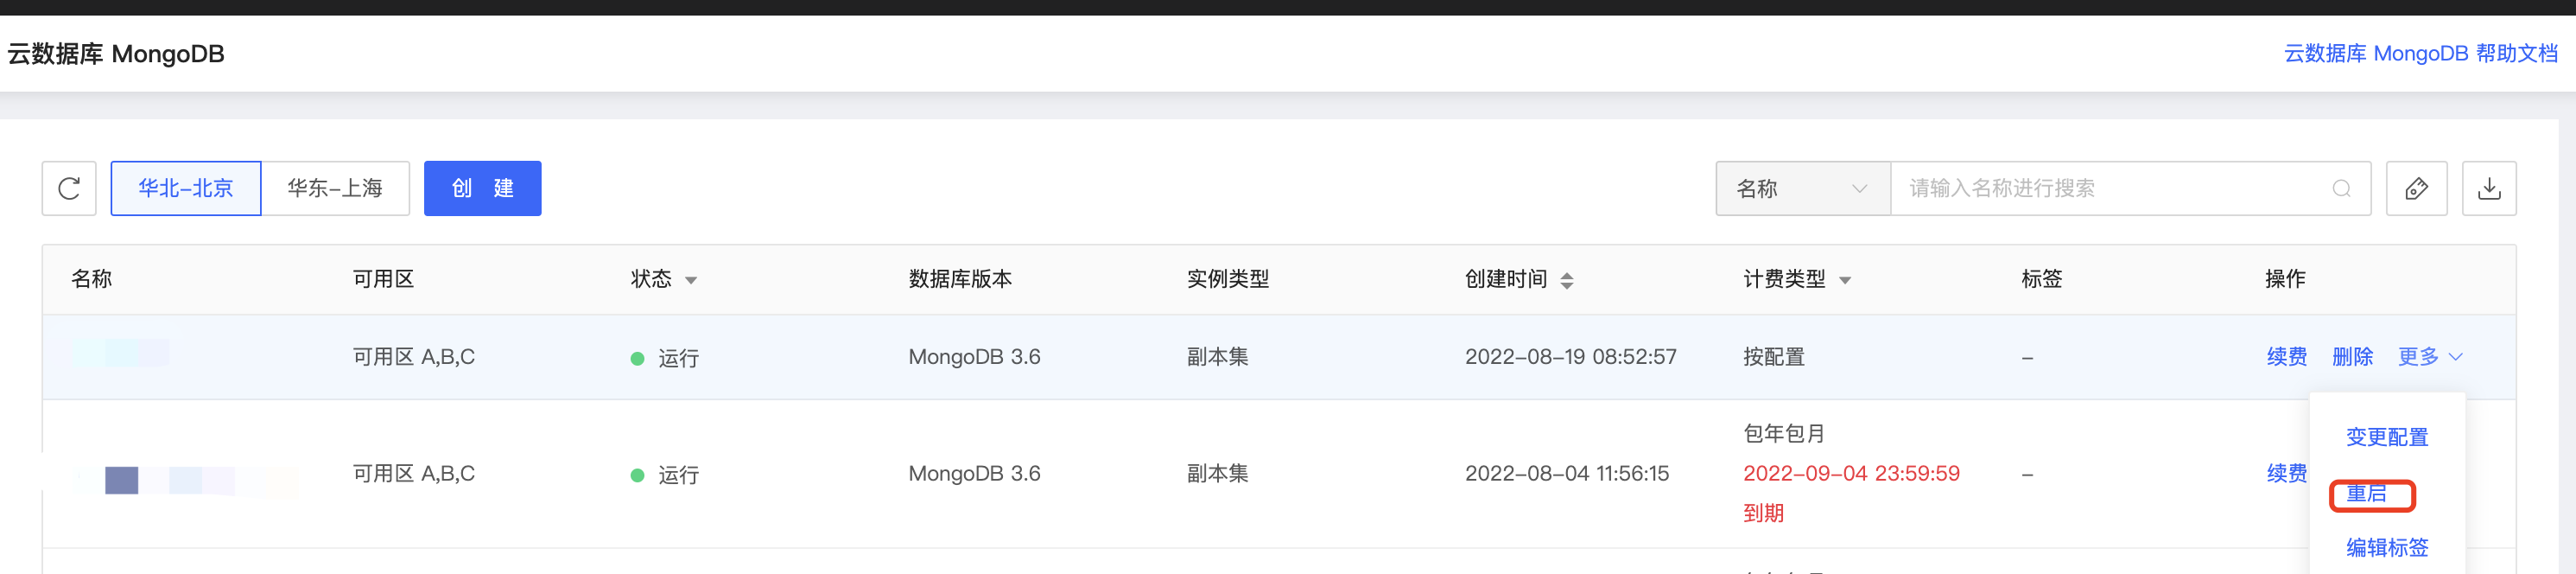 云数据库 MongoDB
云数据库 MongoDB 帮助文档
华北-北京 华东-上海 创 建
名称 请输入名称进行搜索
名称 可用区 状态 数据库版本 实例类型 创建时间 计费类型 标签 操作
可用区 A,B,C 运行 MongoDB 3.6 副本集 2022-08-19 08:52:57 按配置 - 续费 删除 更多
变更配置
重启
编辑标签
可用区 A,B,C 运行 MongoDB 3.6 副本集 2022-08-04 11:56:15 包年包月 - 续费
2022-09-04 23:59:59
到期